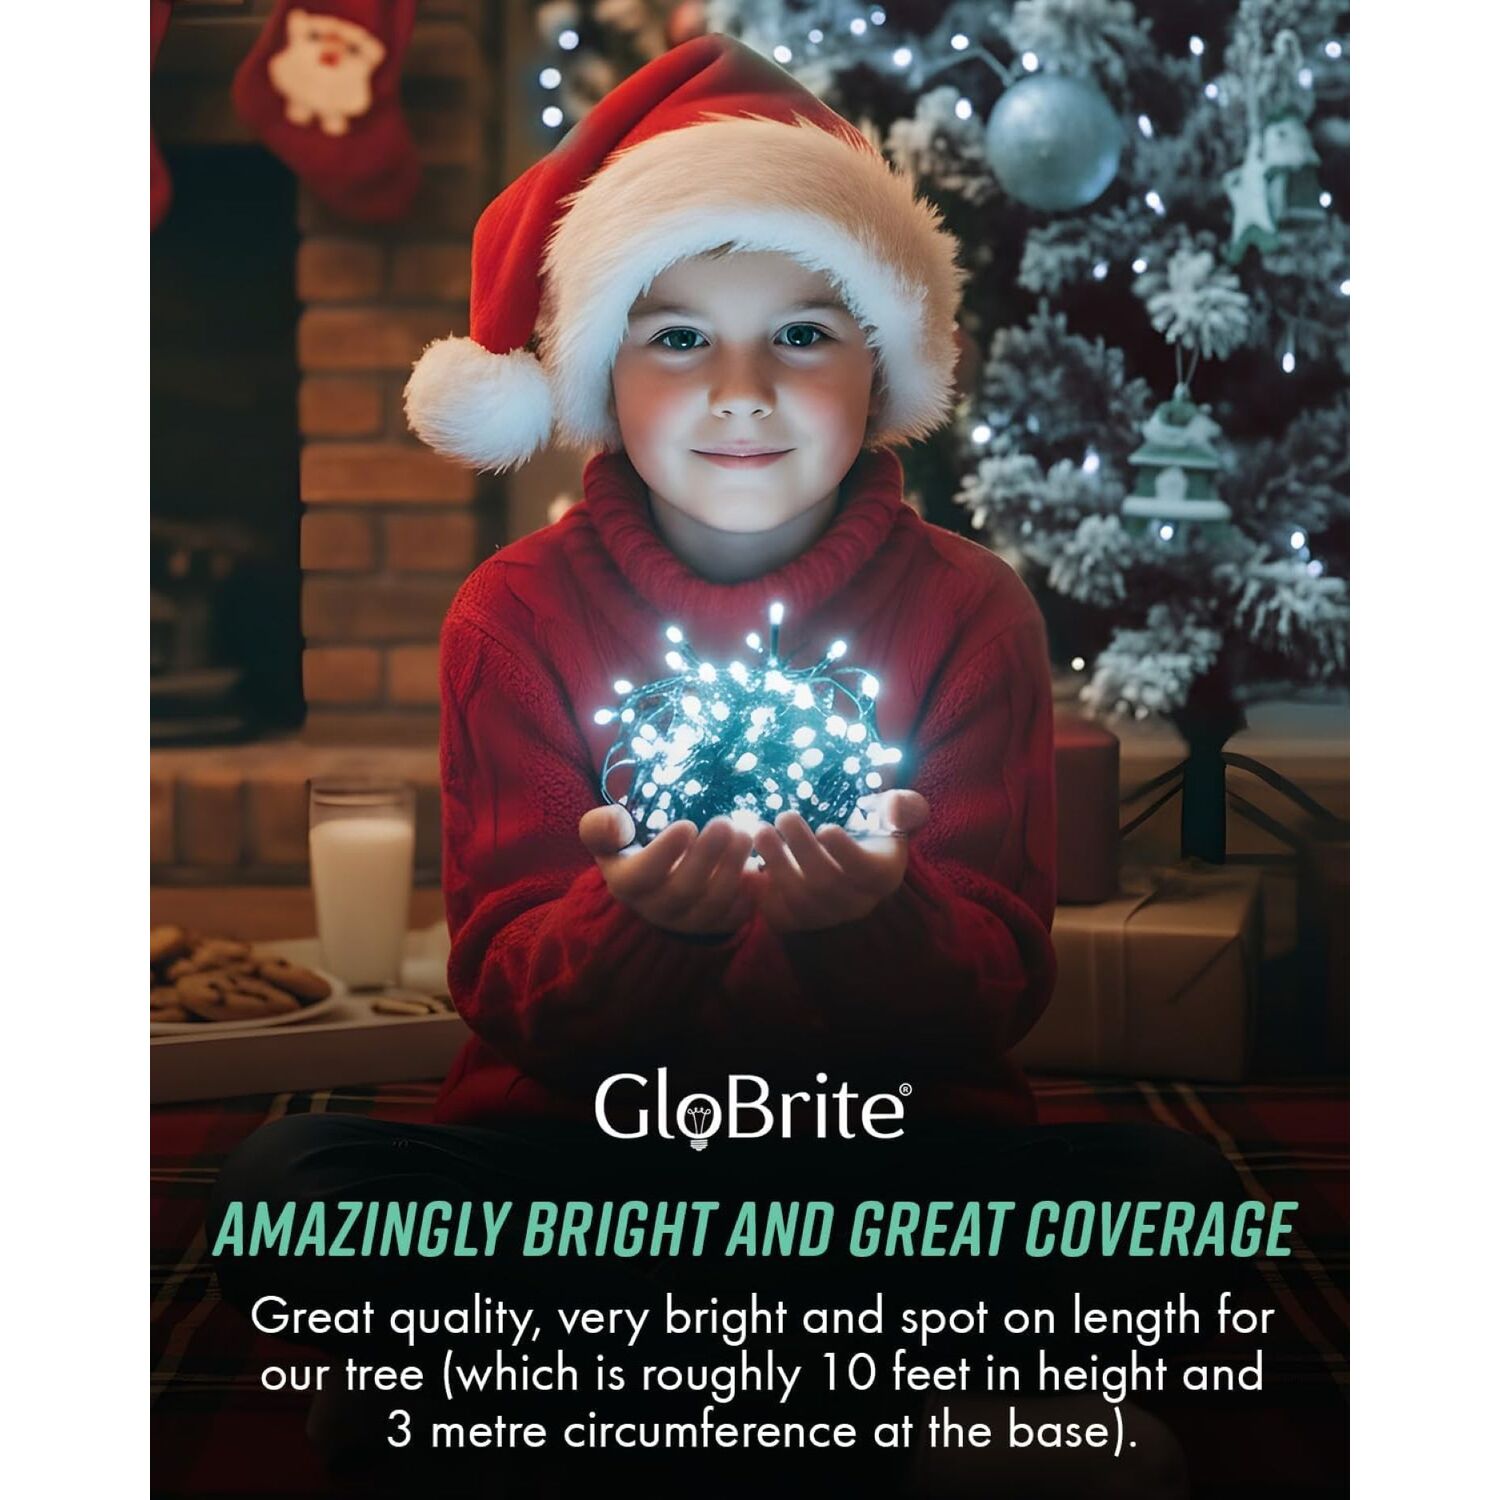 GloBrite®
AMAZINGLY BRIGHT AND GREAT COVERAGE
Great quality, very bright and spot on length for
our tree (which is roughly 10 feet in height and
3 metre circumference at the base).